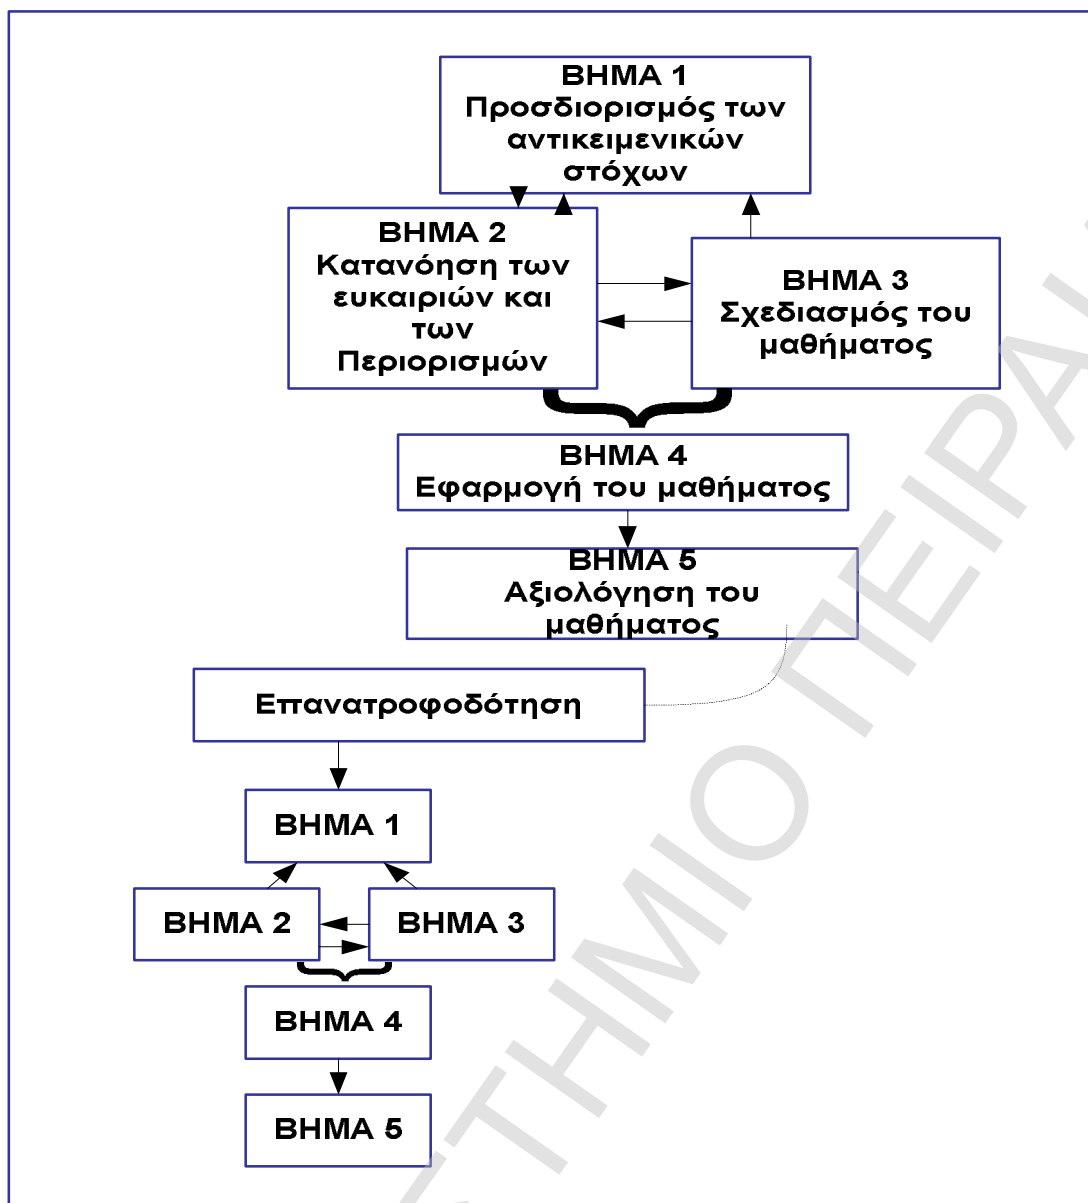 ΒΗΜΑ 1
Προσδιορισμός των
αντικειμενικών
στόχων
ΒΗΜΑ 2
Κατανόηση των
ευκαιριών και
των
Περιορισμών
ΒΗΜΑ 3
Σχεδιασμός του
μαθήματος
ΒΗΜΑ 4
Εφαρμογή του μαθήματος
ΒΗΜΑ 5
Αξιολόγηση του
μαθήματος
Επανατροφοδότηση
ΒΗΜΑ 1
ΒΗΜΑ 2
ΒΗΜΑ 3
ΒΗΜΑ 4
ΒΗΜΑ 5